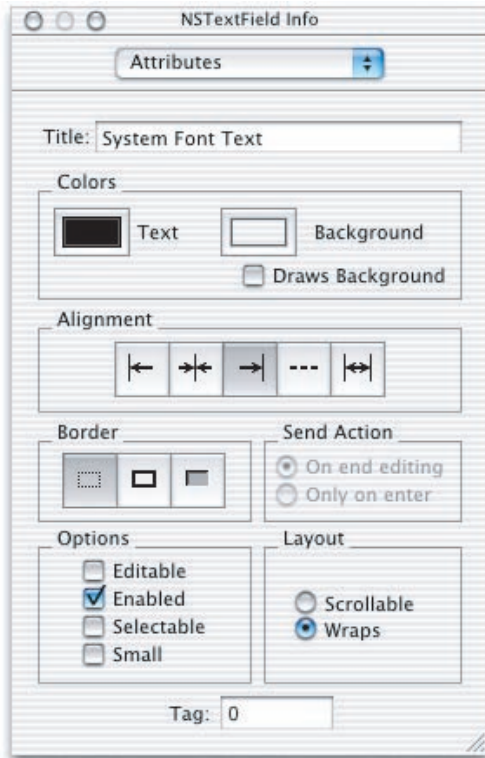 NSTextField Info
Attributes
Title: System Font Text
Colors
Text Background
Draws Background
Alignment
Border
Send Action
On end editing
Only on enter
Options
Editable
Enabled
Selectable
Small
Layout
Scrollable
Wraps
Tag: 0